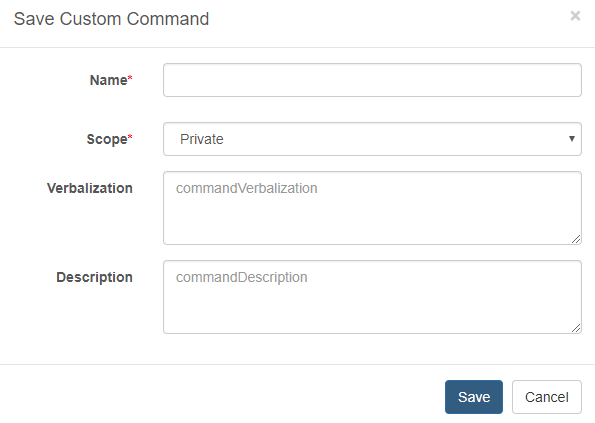 Save Custom Command ×
Name*
Scope* Private
Verbalization commandVerbalization
Description commandDescription
Save Cancel